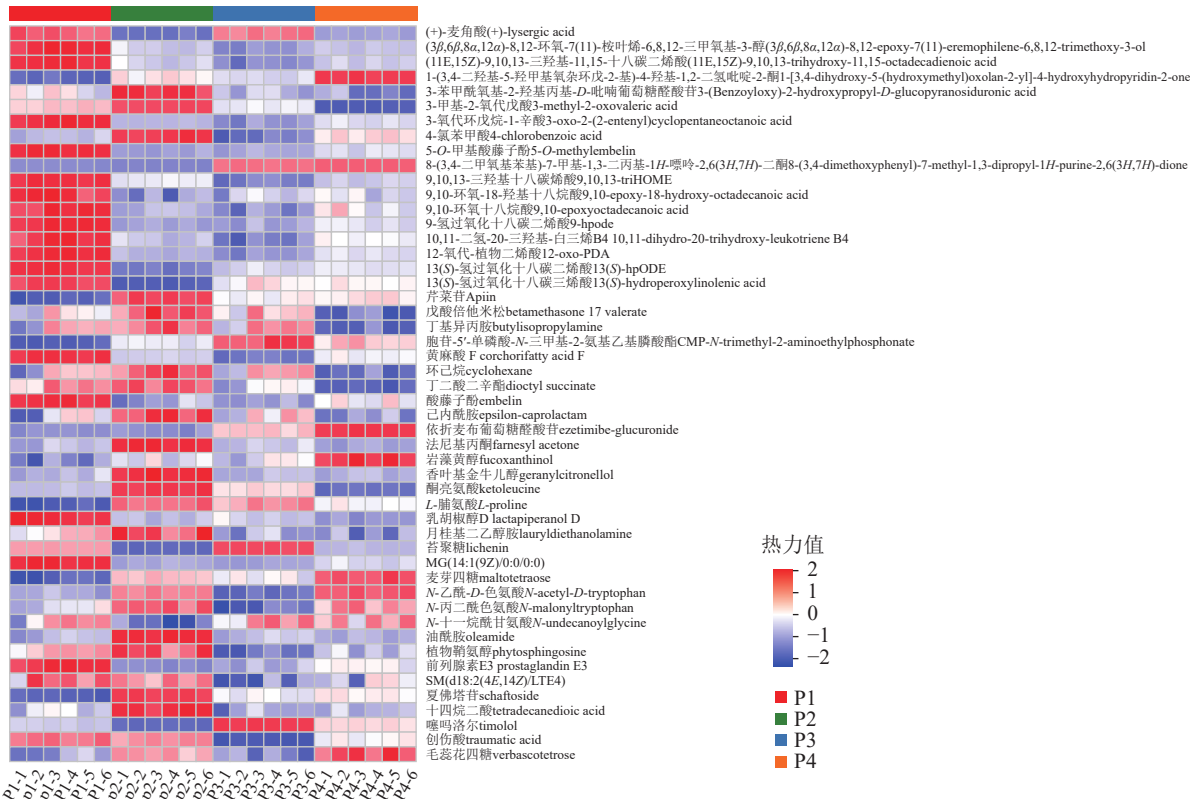 (+)-麦角酸(+)-lysergic acid
(3β,6β,8α,12α)-8,12-环氧-7(11)-桉叶烯-6,8,12-三甲氧基-3-醇(3β,6β,8α,12α)-8,12-epoxy-7(11)-eremophilene-6,8,12-trimethoxy-3-ol
(11E,15Z)-9,10,13-三羟基-11,15-十八碳二烯酸(11E,15Z)-9,10,13-trihydroxy-11,15-octadecadienoic acid
1-(3,4-二羟基-5-羟甲基氧杂环戊-2-基)-4-羟基-1,2-二氢吡啶-2-酮1-[3,4-dihydroxy-5-(hydroxymethyl)oxolan-2-yl]-4-hydroxyhydropyridin-2-one
3-苯甲酰氧基-2-羟基丙基-D-吡喃葡萄糖醛酸苷3-(Benzoyloxy)-2-hydroxypropyl-D-glucopyranosiduronic acid
3-甲基-2-氧代戊酸3-methyl-2-oxovaleric acid
3-氧代环戊烷-1-辛酸3-oxo-2-(2-entenyl)cyclopentaneoctanoic acid
4-氯苯甲酸4-chlorobenzoic acid
5-O-甲基酸藤子酚5-O-methylembelin
8-(3,4-二甲氧基苯基)-7-甲基-1,3-二丙基-1H-嘌呤-2,6(3H,7H)-二酮8-(3,4-dimethoxyphenyl)-7-methyl-1,3-dipropyl-1H-purine-2,6(3H,7H)-dione
9,10,13-三羟基十八碳烯酸9,10,13-triHOME
9,10-环氧-18-羟基十八烷酸9,10-epoxy-18-hydroxy-octadecanoic acid
9,10-环氧十八烷酸9,10-epoxyoctadecanoic acid
9-氢过氧化十八碳二烯酸9-hpode
10,11-二氢-20-三羟基-白三烯B4 10,11-dihydro-20-trihydroxy-leukotriene B4
12-氧代-植物二烯酸12-oxo-PDA
13(S)-氢过氧化十八碳二烯酸13(S)-hpODE
13(S)-氢过氧化十八碳三烯酸13(S)-hydroperoxylinolenic acid
芹菜苷Apiin
戊酸倍他米松betamethasone 17 valerate
丁基异丙胺butylisopropylamine
胞苷-5'-单磷酸-N-三甲基-2-氨基乙基膦酸酯CMP-N-trimethyl-2-aminoethylphosphonate
黄麻酸 F corchorifatty acid F
环己烷cyclohexane
丁二酸二辛酯dioctyl succinate
酸藤子酚embelin
己内酰胺epsilon-caprolactam
依折麦布葡萄糖醛酸苷ezetimibe-glucuronide
法尼基丙酮farnesyl acetone
岩藻黄醇fucoxanthinol
香叶基金牛儿醇geranylcitronellol
酮亮氨酸ketoleucine
L-脯氨酸L-proline
乳胡椒醇D lactapiperanol D
月桂基二乙醇胺lauryldiethanolamine
苔聚糖lichenin
MG(14:1(9Z)/0:0/0:0)
麦芽四糖maltotetraose
N-乙酰-D-色氨酸N-acetyl-D-tryptophan
N-丙二酰色氨酸N-malonyltryptophan
N-十一烷酰甘氨酸N-undecanoylglycine
油酰胺oleamide
植物鞘氨醇phytosphingosine
前列腺素E3 prostaglandin E3
SM(d18:2(4E,14Z)/LTE4)
夏佛塔苷schaftoside
十四烷二酸tetradecanedioic acid
噻吗洛尔timolol
创伤酸traumatic acid
毛蕊花四糖verbascotetrose
热力值
2
1
0
−1
−2
P1
P2
P3
P4
P1-1 p1-2 p1-3 P1-4 P1-5 P1-6 p2-1 P2-2 p2-3 p2-4 p2-5 p2-6 P3-1 P3-2 P3-3 P3-4 P3-5 P3-6 P4-1 P4-2 P4-3 P4-4 P4-5 P4-6